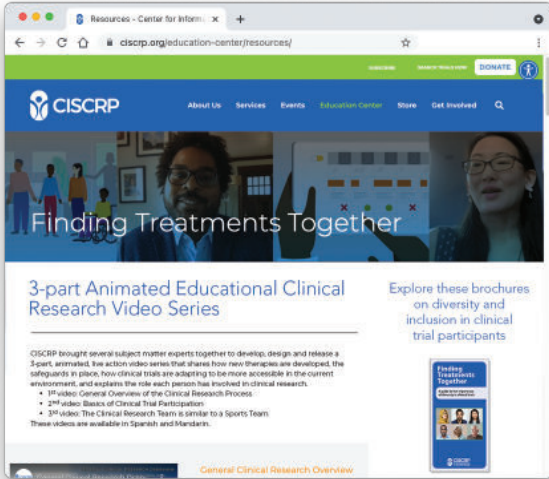 Resources - Center for Inform
ciscrp.org/education-center/resources/
SUBSCRIBE SEARCH TRIALS NOW DONATE
CISCRP
About Us Services Events Education Center Store Get Involved
Finding Treatments Together
3-part Animated Educational Clinical
Research Video Series
CISCRP brought several subject matter experts together to develop, design and release a
3-part, animated, live action video series that shares how new therapies are developed, the
safeguards in place, how clinical trials are adapting to be more accessible in the current
environment, and explains the role each person has involved in clinical research.
• 1st video: General Overview of the Clinical Research Process
• 2nd video: Basics of Clinical Trial Participation
• 3rd video: The Clinical Research Team is similar to a Sports Team
These videos are available in Spanish and Mandarin.
Explore these brochures
on diversity and
inclusion in clinical
trial participants
Finding
Treatments
Together
CISCRP
General Clinical Research Overview